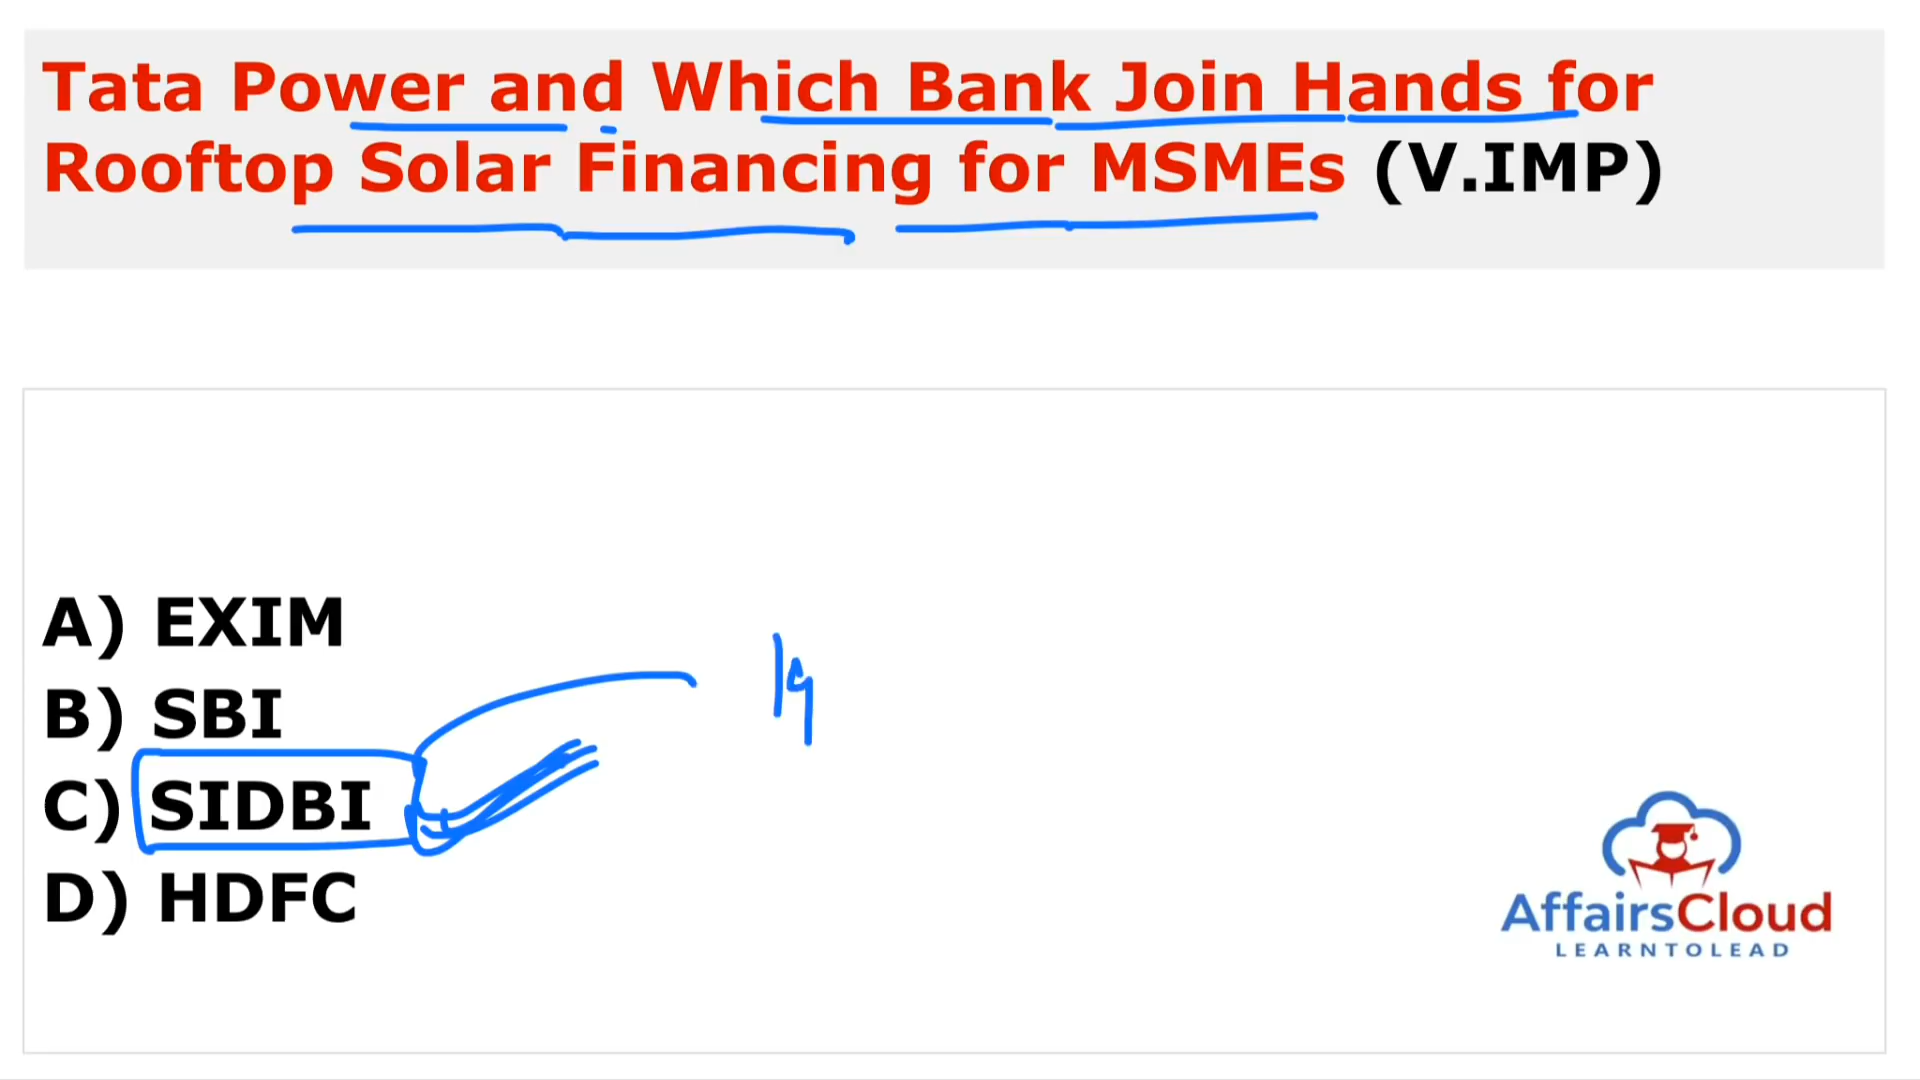 Tata Power and Which Bank Join Hands for
Rooftop Solar Financing for MSMEs (V.IMP)
A) EXIM
B) SBI
C) SIDBI
D) HDFC
AffairsCloud
LEARNTOLEAD